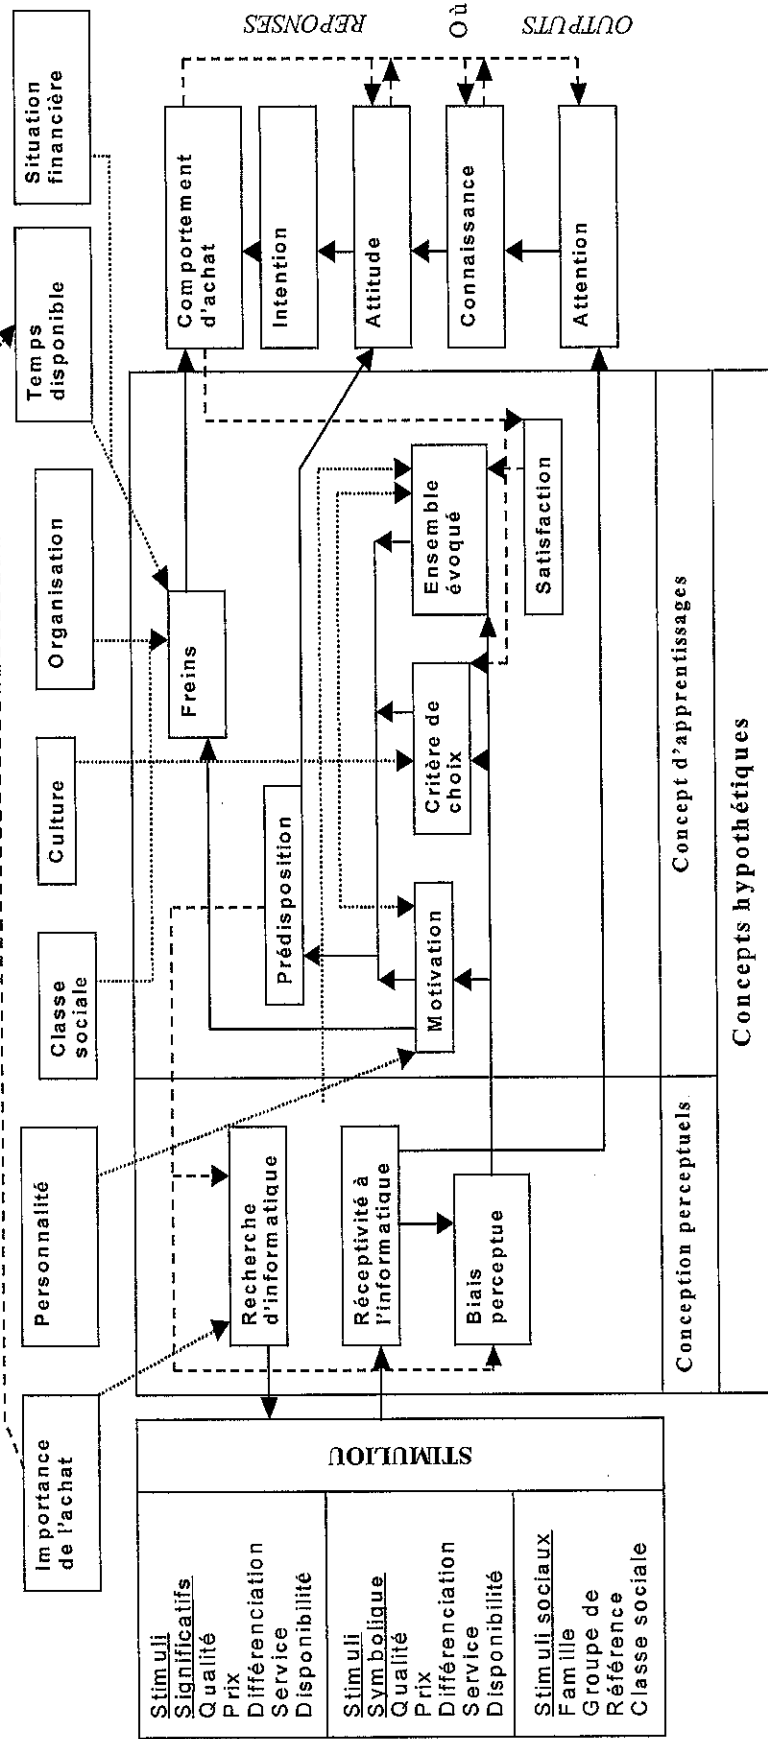 Importance
de l'achat
Personnalité
Classe
sociale
Culture
Organisation
Temps
disponible
Situation
financière
Stimuli
Significatifs
Qualité
Prix
Différenciation
Service
Disponibilité
Stimuli
Symbolique
Qualité
Prix
Différenciation
Service
Disponibilité
Stimuli sociaux
Famille
Groupe de
Référence
Classe sociale
STIMULIOU
Recherche
d'informatique
Réceptivité à
l'informatique
Biais
perceptue
Freins
Prédisposition
Motivation
Critère de
choix
Ensemble
évoqué
Satisfaction
Comportement
d'achat
Intention
Attitude
Connaissance
Attention
REPONSES
Où
OUTPUTS
Conception perceptuels
Concept d'apprentissages
Concepts hypothétiques